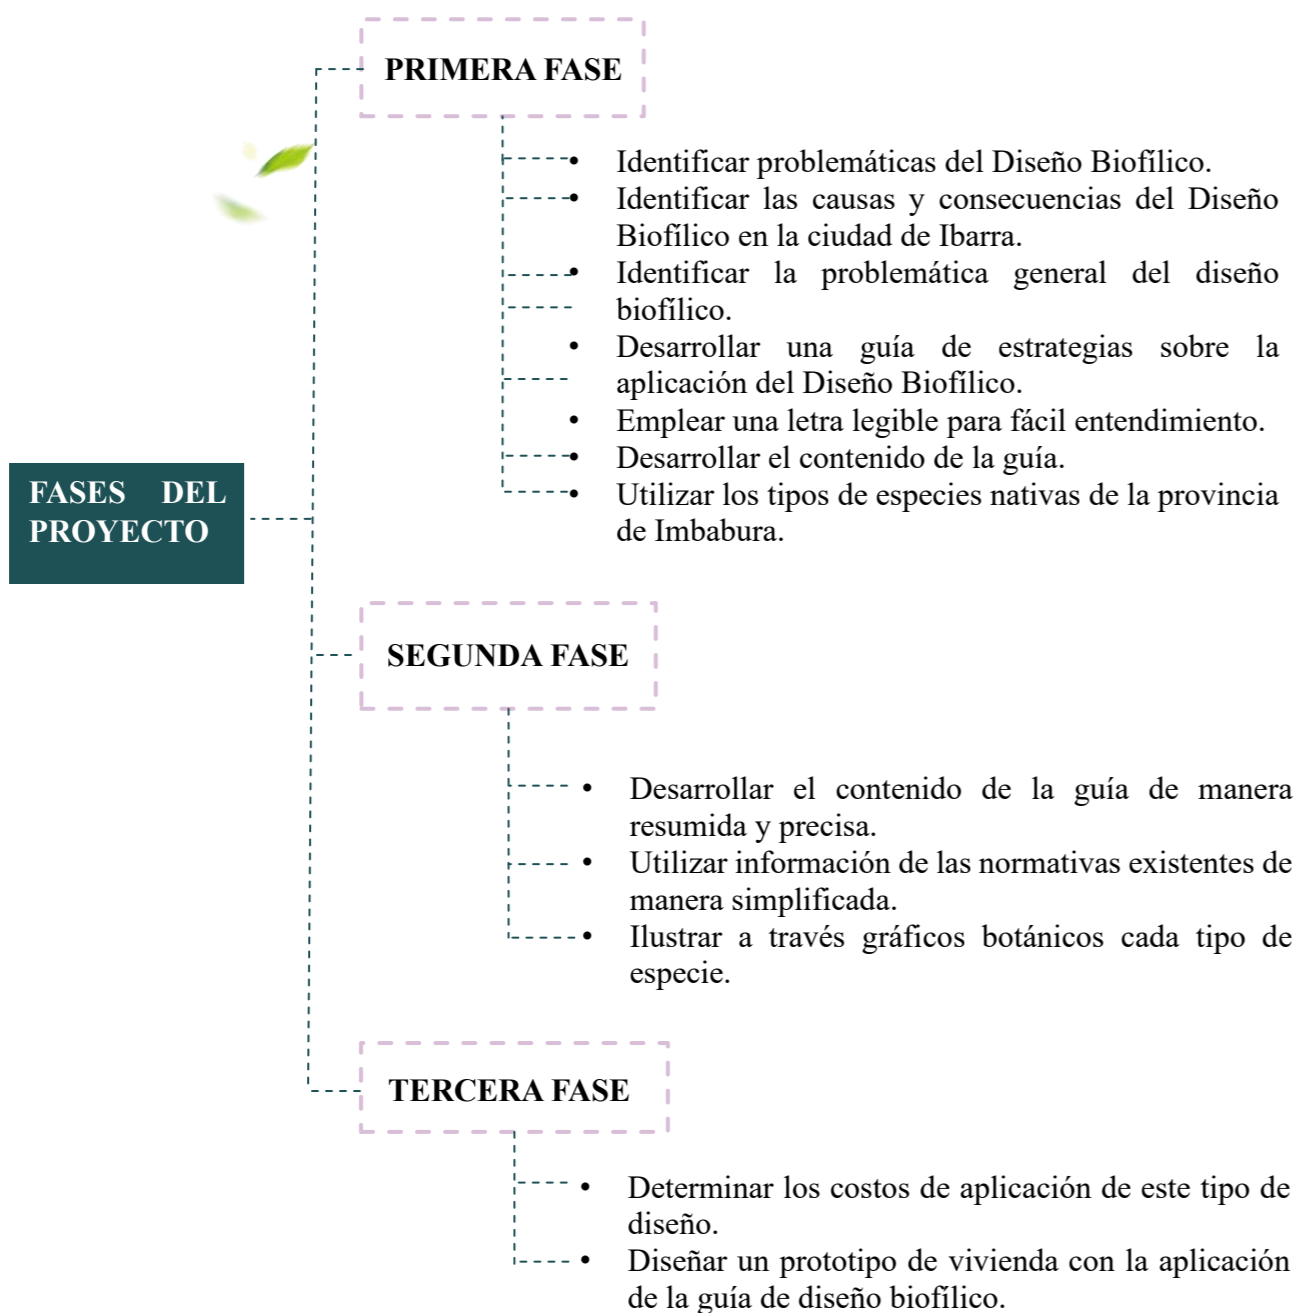 PRIMERA FASE
• Identificar problemáticas del Diseño Biofílico.
• Identificar las causas y consecuencias del Diseño
Biofílico en la ciudad de Ibarra.
• Identificar la problemática general del diseño
biofílico.
• Desarrollar una guía de estrategias sobre la
aplicación del Diseño Biofílico.
• Emplear una letra legible para fácil entendimiento.
• Desarrollar el contenido de la guía.
• Utilizar los tipos de especies nativas de la provincia
de Imbabura.
FASES DEL
PROYECTO
SEGUNDA FASE
• Desarrollar el contenido de la guía de manera
resumida y precisa.
• Utilizar información de las normativas existentes de
manera simplificada.
• Ilustrar a través gráficos botánicos cada tipo de
especie.
TERCERA FASE
• Determinar los costos de aplicación de este tipo de
diseño.
• Diseñar un prototipo de vivienda con la aplicación
de la guía de diseño biofílico.